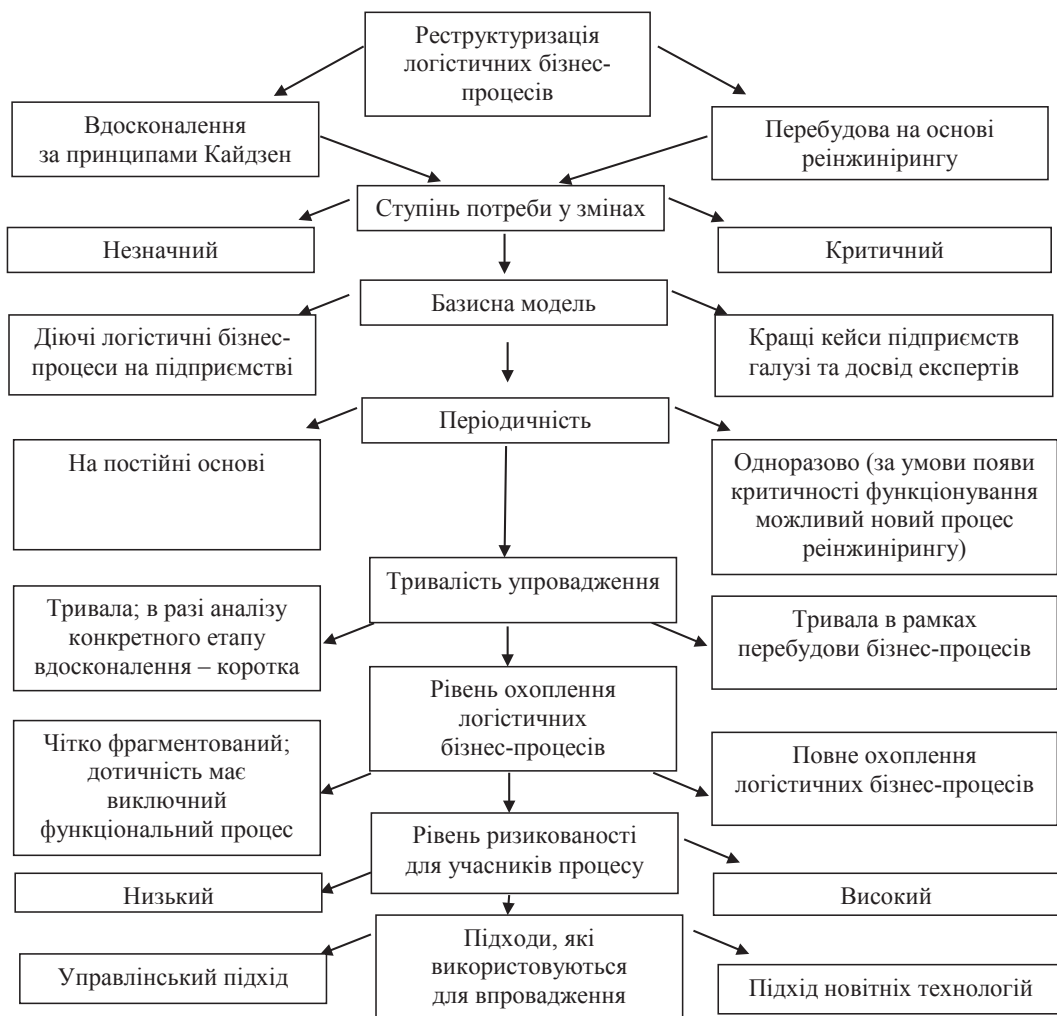 Реструктуризація
логістичних бізнес-
процесів
Вдосконалення
за принципами Кайдзен
Перебудова на основі
реінжинірингу
Ступінь потреби у змінах
Незначний
Критичний
Базисна модель
Діючі логістичні бізнес-
процеси на підприємстві
Кращі кейси підприємств
галузі та досвід експертів
Періодичність
На постійні основі
Одноразово (за умови появи
критичності функціонування
можливий новий процес
реінжинірингу)
Тривалість упровадження
Тривала; в разі аналізу
конкретного етапу
вдосконалення – коротка
Тривала в рамках
перебудови бізнес-процесів
Рівень охоплення
логістичних
бізнес-процесів
Чітко фрагментований;
дотичність має
виключний
функціональний процес
Повне охоплення
логістичних бізнес-процесів
Рівень ризикованості
для учасників процесу
Низький
Високий
Підходи, які
використовуються
для впровадження
Управлінський підхід
Підхід новітніх технологій